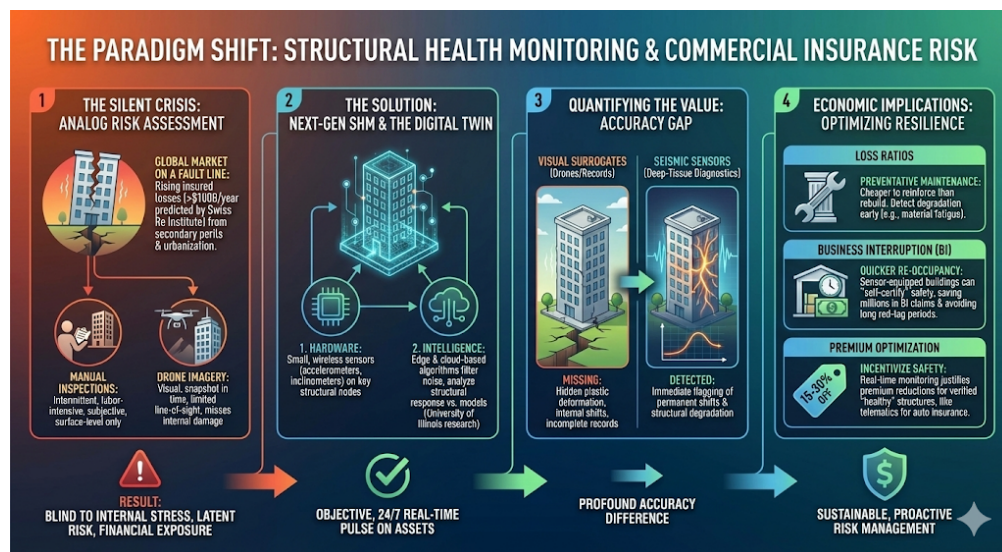 THE PARADIGM SHIFT: STRUCTURAL HEALTH MONITORING & COMMERCIAL INSURANCE RISK
1
THE SILENT CRISIS:
ANALOG RISK ASSESSMENT
GLOBAL MARKET
ON A FAULT LINE:
Rising insured
losses (>$100B/year
predicted by Swiss
Re Institute) from
secondary perils
& urbanization.
MANUAL
INSPECTIONS:
Intermittent, labor-
intensive, subjective,
surface-level only
DRONE IMAGERY:
Visual, snapshot in
time, limited
line-of-sight, misses
internal damage
RESULT:
BLIND TO INTERNAL STRESS, LATENT
RISK, FINANCIAL EXPOSURE
2
THE SOLUTION:
NEXT-GEN SHM & THE DIGITAL TWIN
1. HARDWARE:
Small, wireless sensors
(accelerometers,
inclinometers) on key
structural nodes
2. INTELLIGENCE:
Edge & cloud-based
algorithms filter
noise, analyze
structural
response vs. models
(University of
Illinois research)
OBJECTIVE, 24/7 REAL-TIME
PULSE ON ASSETS
3
QUANTIFYING THE VALUE:
ACCURACY GAP
VISUAL SURROGATES
(Drones/Records)
SEISMIC SENSORS
(Deep-Tissue Diagnostics)
MISSING:
Hidden plastic
deformation,
internal shifts,
incomplete records
DETECTED:
Immediate flagging of
permanent shifts &
structural degradation
PROFOUND ACCURACY
DIFFERENCE
4
ECONOMIC IMPLICATIONS:
OPTIMIZING RESILIENCE
LOSS RATIOS
PREVENTATIVE MAINTENANCE:
Cheaper to reinforce than
rebuild. Detect degradation
early (e.g., material fatigue).
BUSINESS INTERRUPTION (BI)
QUICKER RE-OCCUPANCY:
Sensor-equipped buildings can
"self-certify" safety, saving
millions in BI claims & avoiding
long red-lag periods.
PREMIUM OPTIMIZATION
15-30%
OFF
INCENTIVIZE SAFETY:
Real-time monitoring justifies
premium reductions for verified
"healthy" structures, like
telematics for auto insurance.
SUSTAINABLE, PROACTIVE
RISK MANAGEMENT